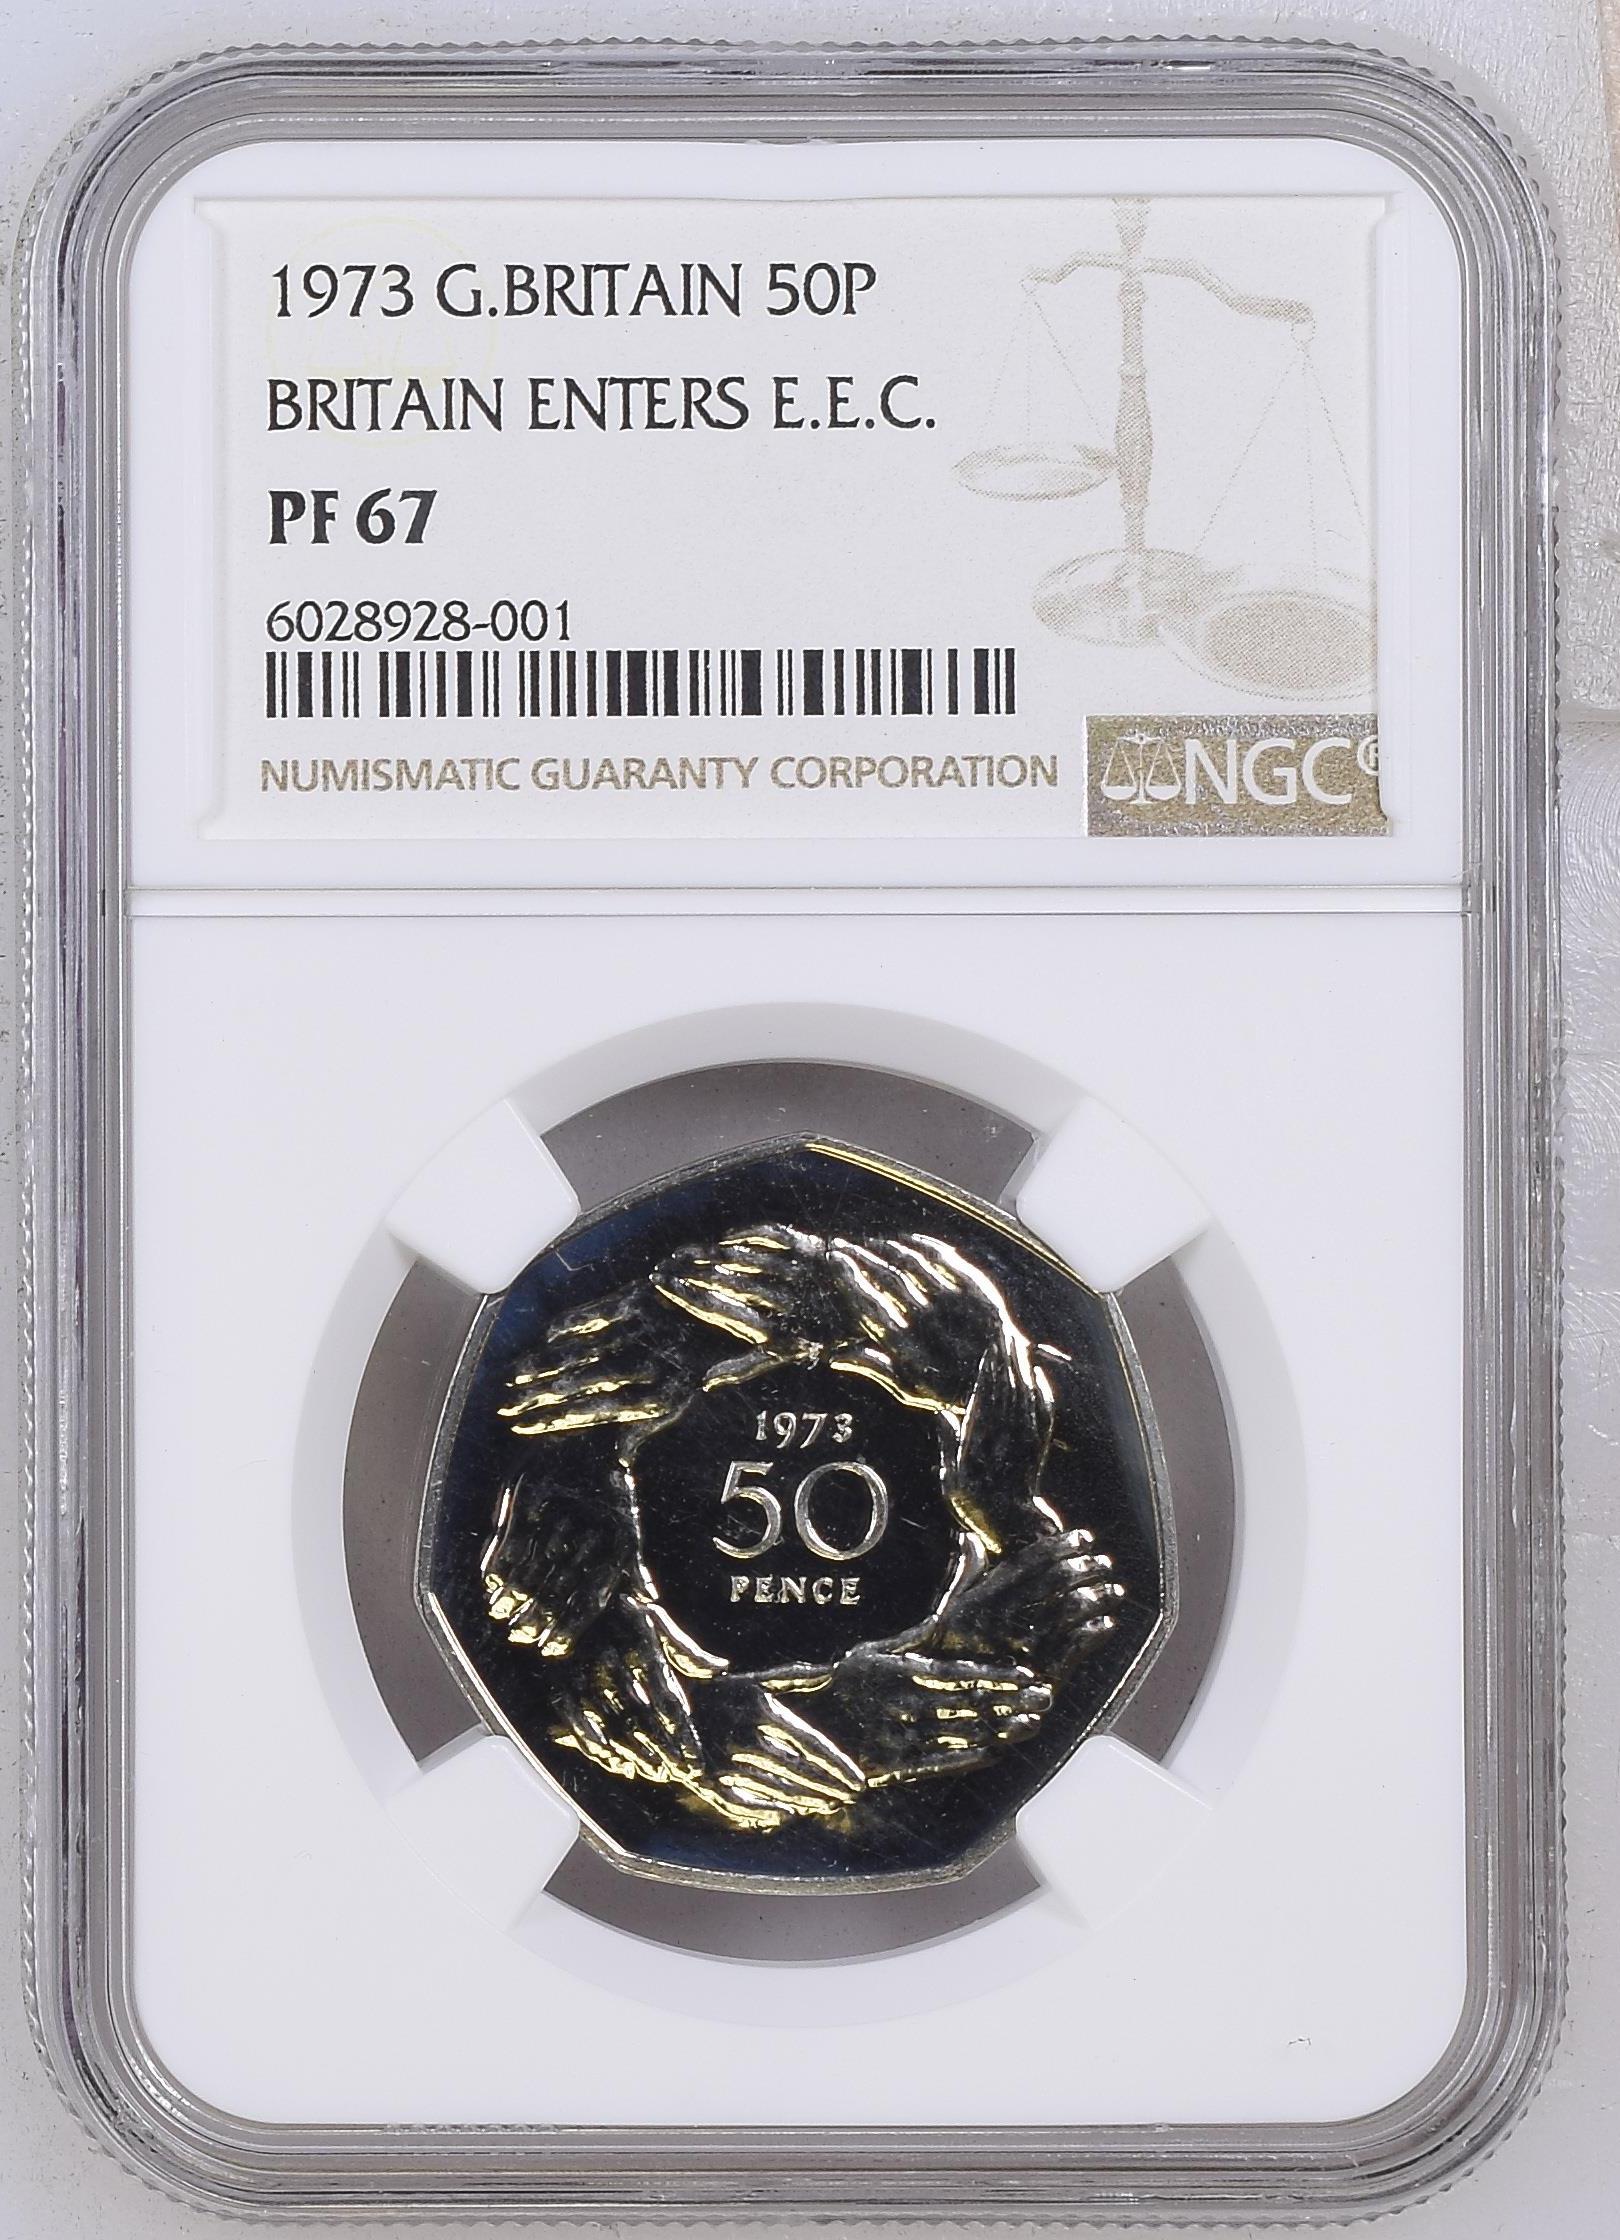 1973 G.BRITAIN 50P
BRITAIN ENTERS E.E.C.
PF 67
6028928-001
NUMISMATIC GUARANTY CORPORATION
NGC®
1973
50
PENCE